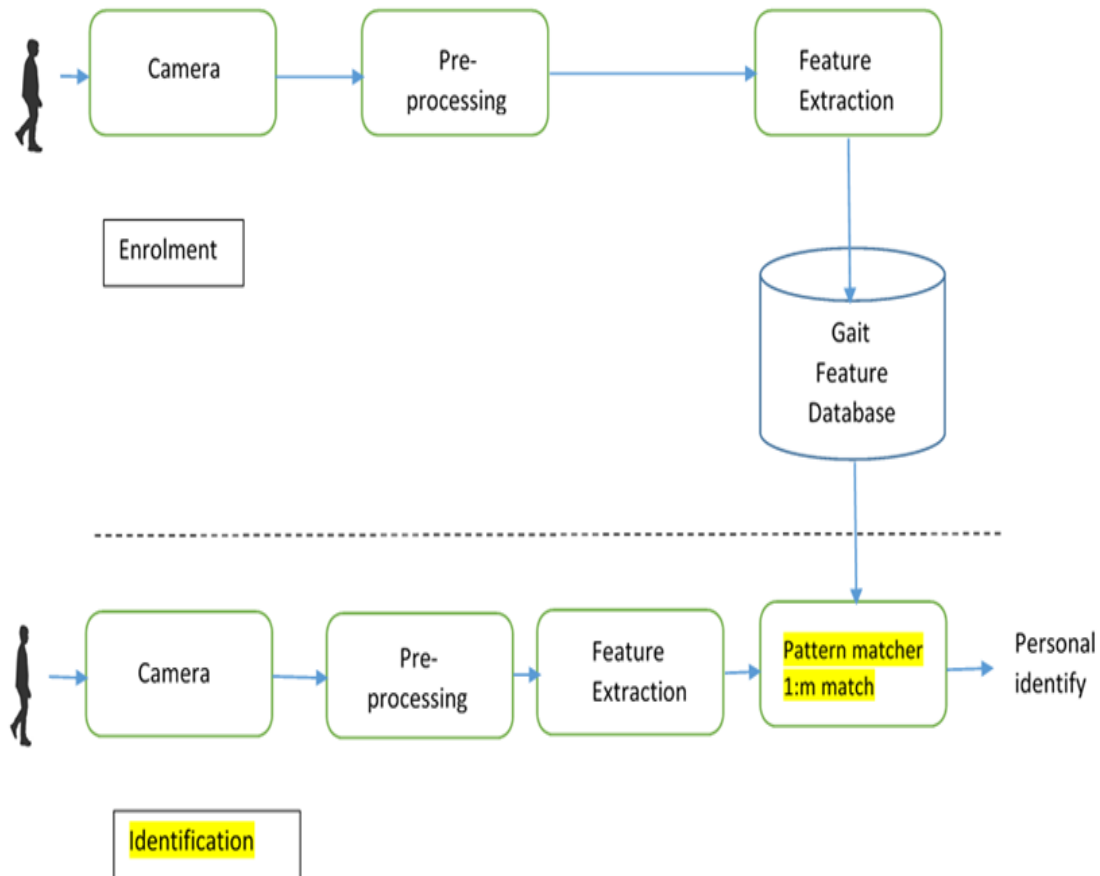 Camera
Pre-
processing
Feature
Extraction
Enrolment
Gait
Feature
Database
Camera
Pre-
processing
Feature
Extraction
Pattern matcher
1:m match
Personal
identify
Identification